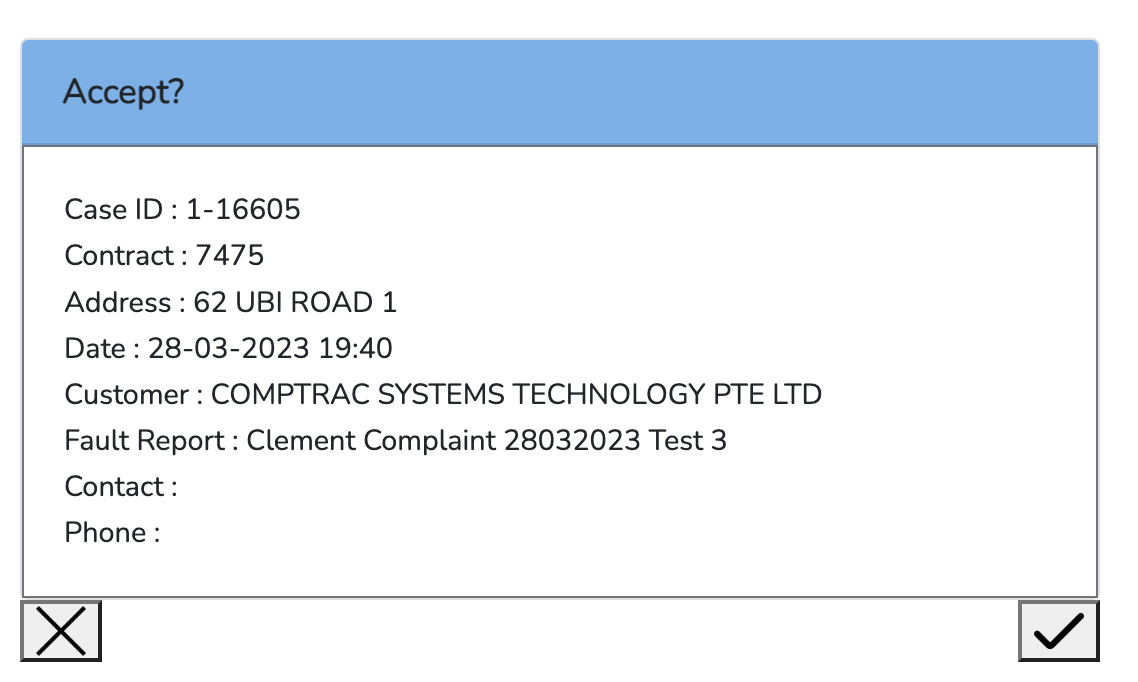 Accept?
Case ID : 1-16605
Contract : 7475
Address : 62 UBI ROAD 1
Date : 28-03-2023 19:40
Customer : COMPTRAC SYSTEMS TECHNOLOGY PTE LTD
Fault Report : Clement Complaint 28032023 Test 3
Contact :
Phone :